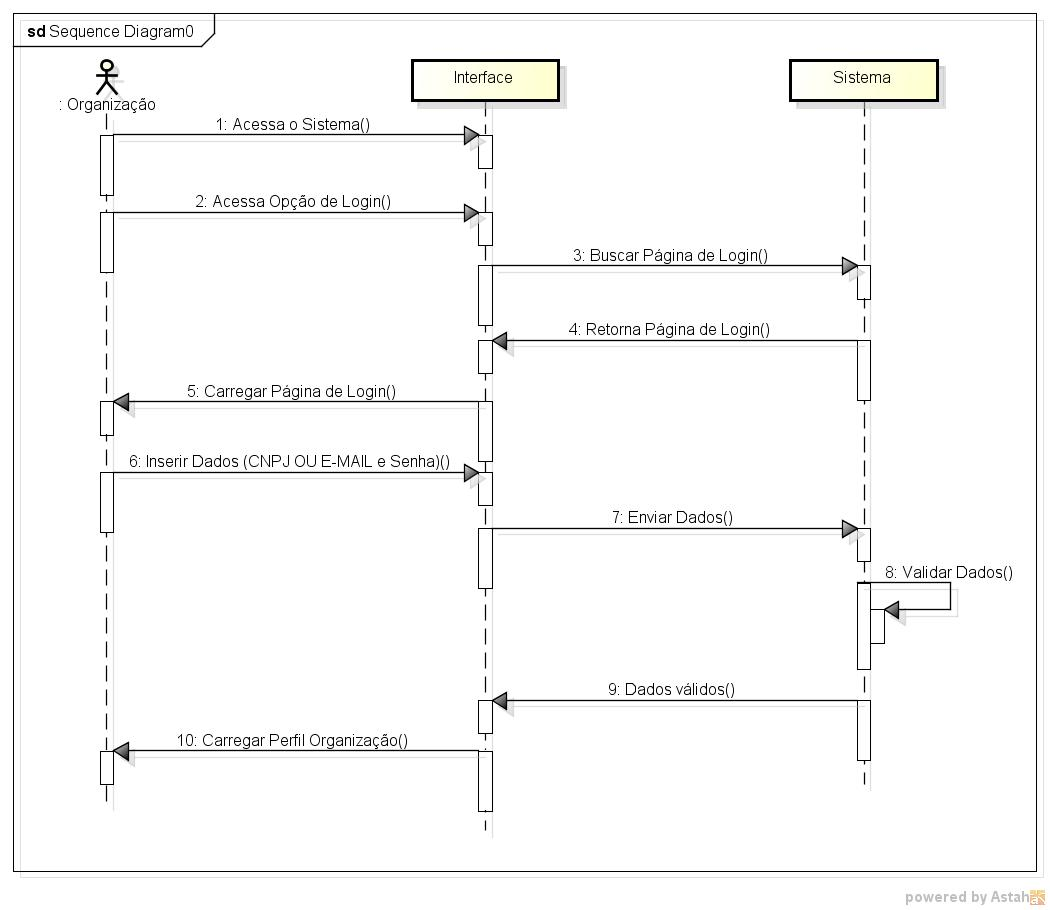 sd Sequence Diagram0
: Organização
Interface
Sistema
1: Acessa o Sistema()
2: Acessa Opção de Login()
3: Buscar Página de Login()
4: Retorna Página de Login()
5: Carregar Página de Login()
6: Inserir Dados (CNPJ OU E-MAIL e Senha)()
7: Enviar Dados()
8: Validar Dados()
9: Dados válidos()
10: Carregar Perfil Organização()
powered by Astah